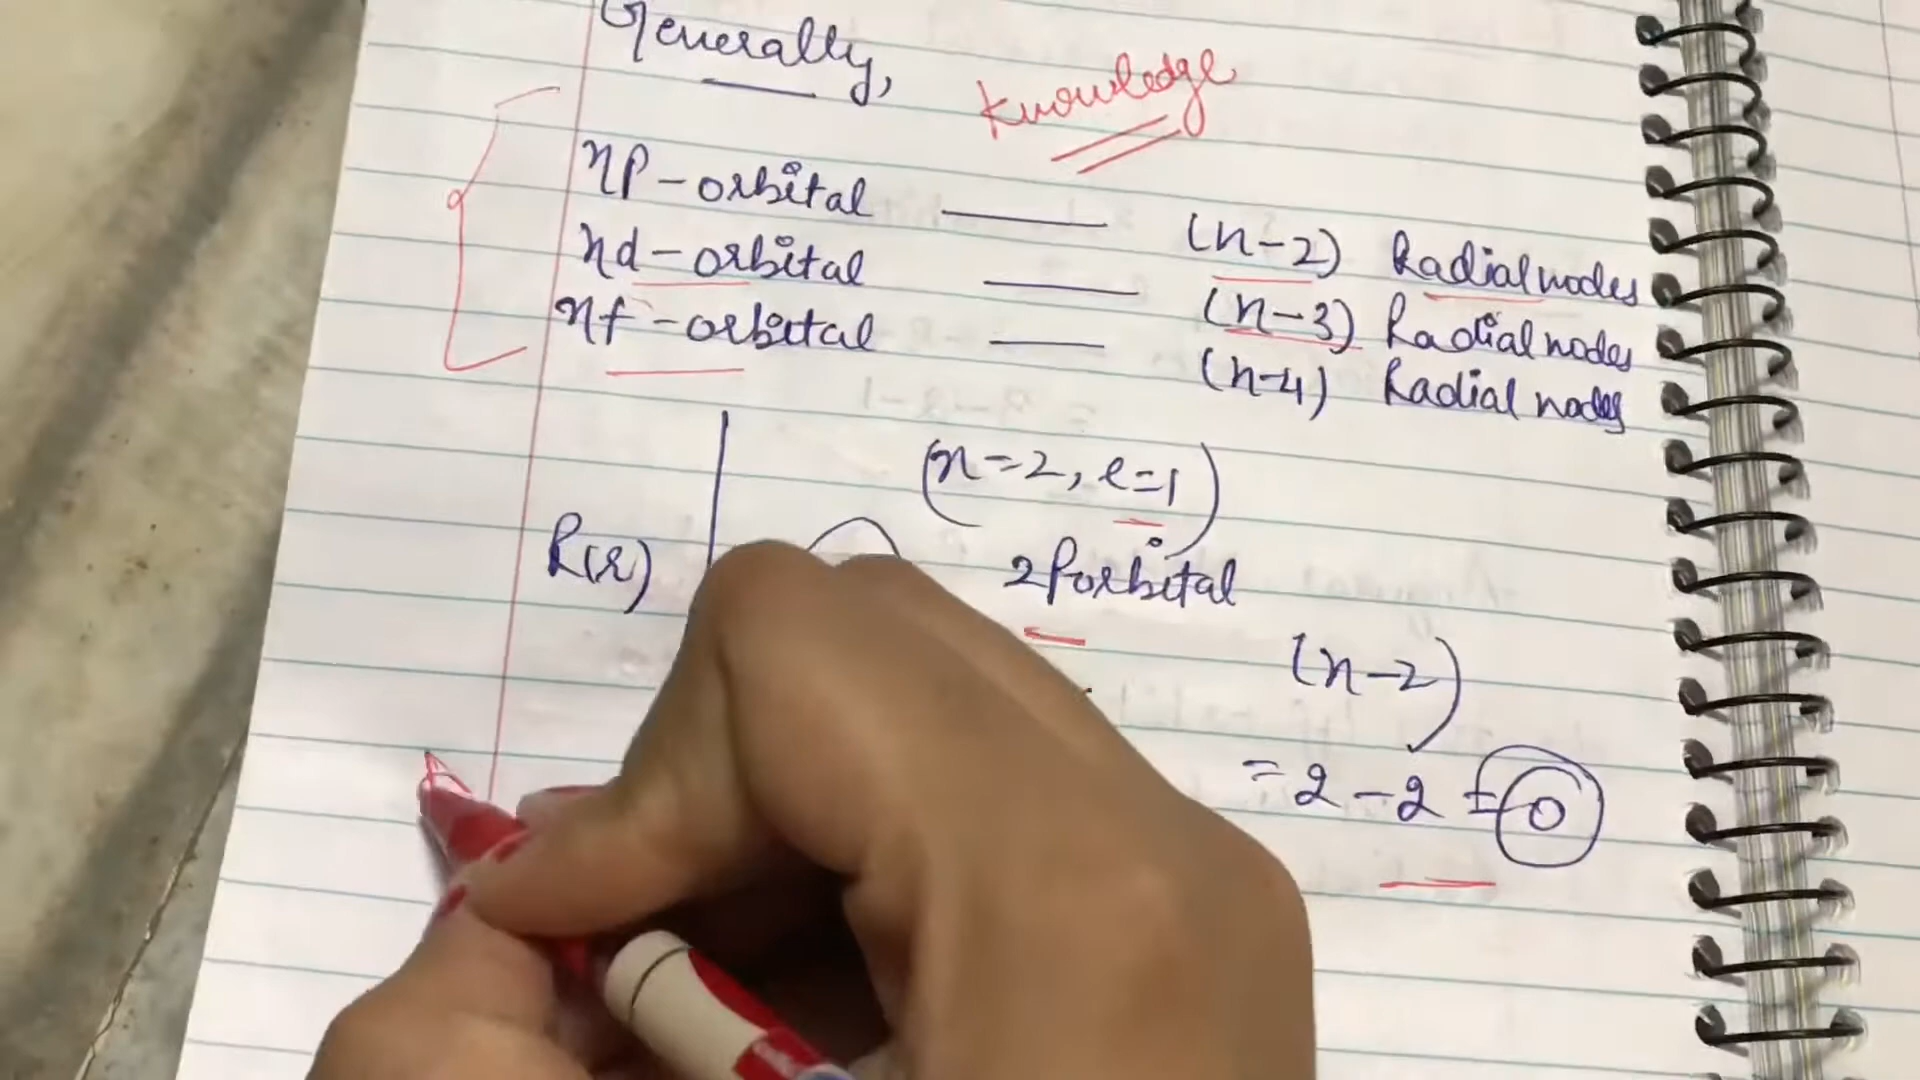 Generally,
Knowledge
np-orbital —— (n-2) Radial nodes
nd-orbital —— (n-3) Radial nodes
nf-orbital —— (n-4) Radial nodes
(n=2, l=1)
R(r)
2P orbital
(n-2)
= 2 - 2 = 0